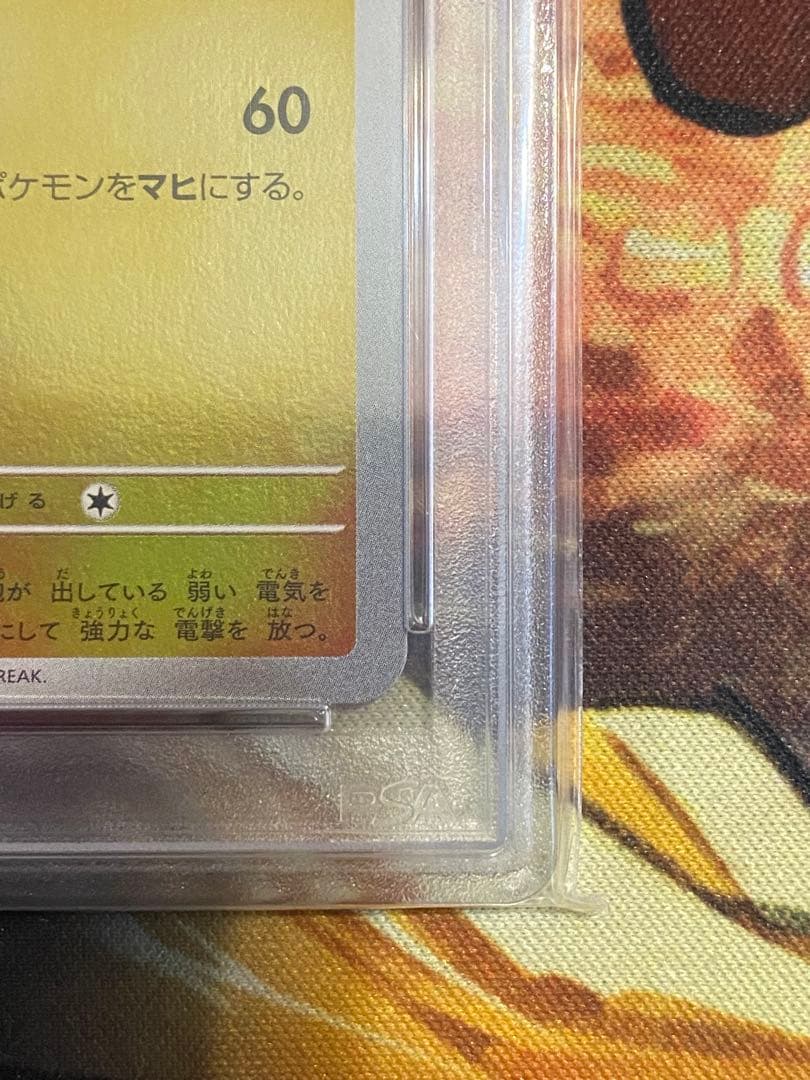 60
ポケモンをマヒにする。
げる
が 出している 弱い 電気を
にして 強力な 電撃を 放つ。
REAK.
PSA